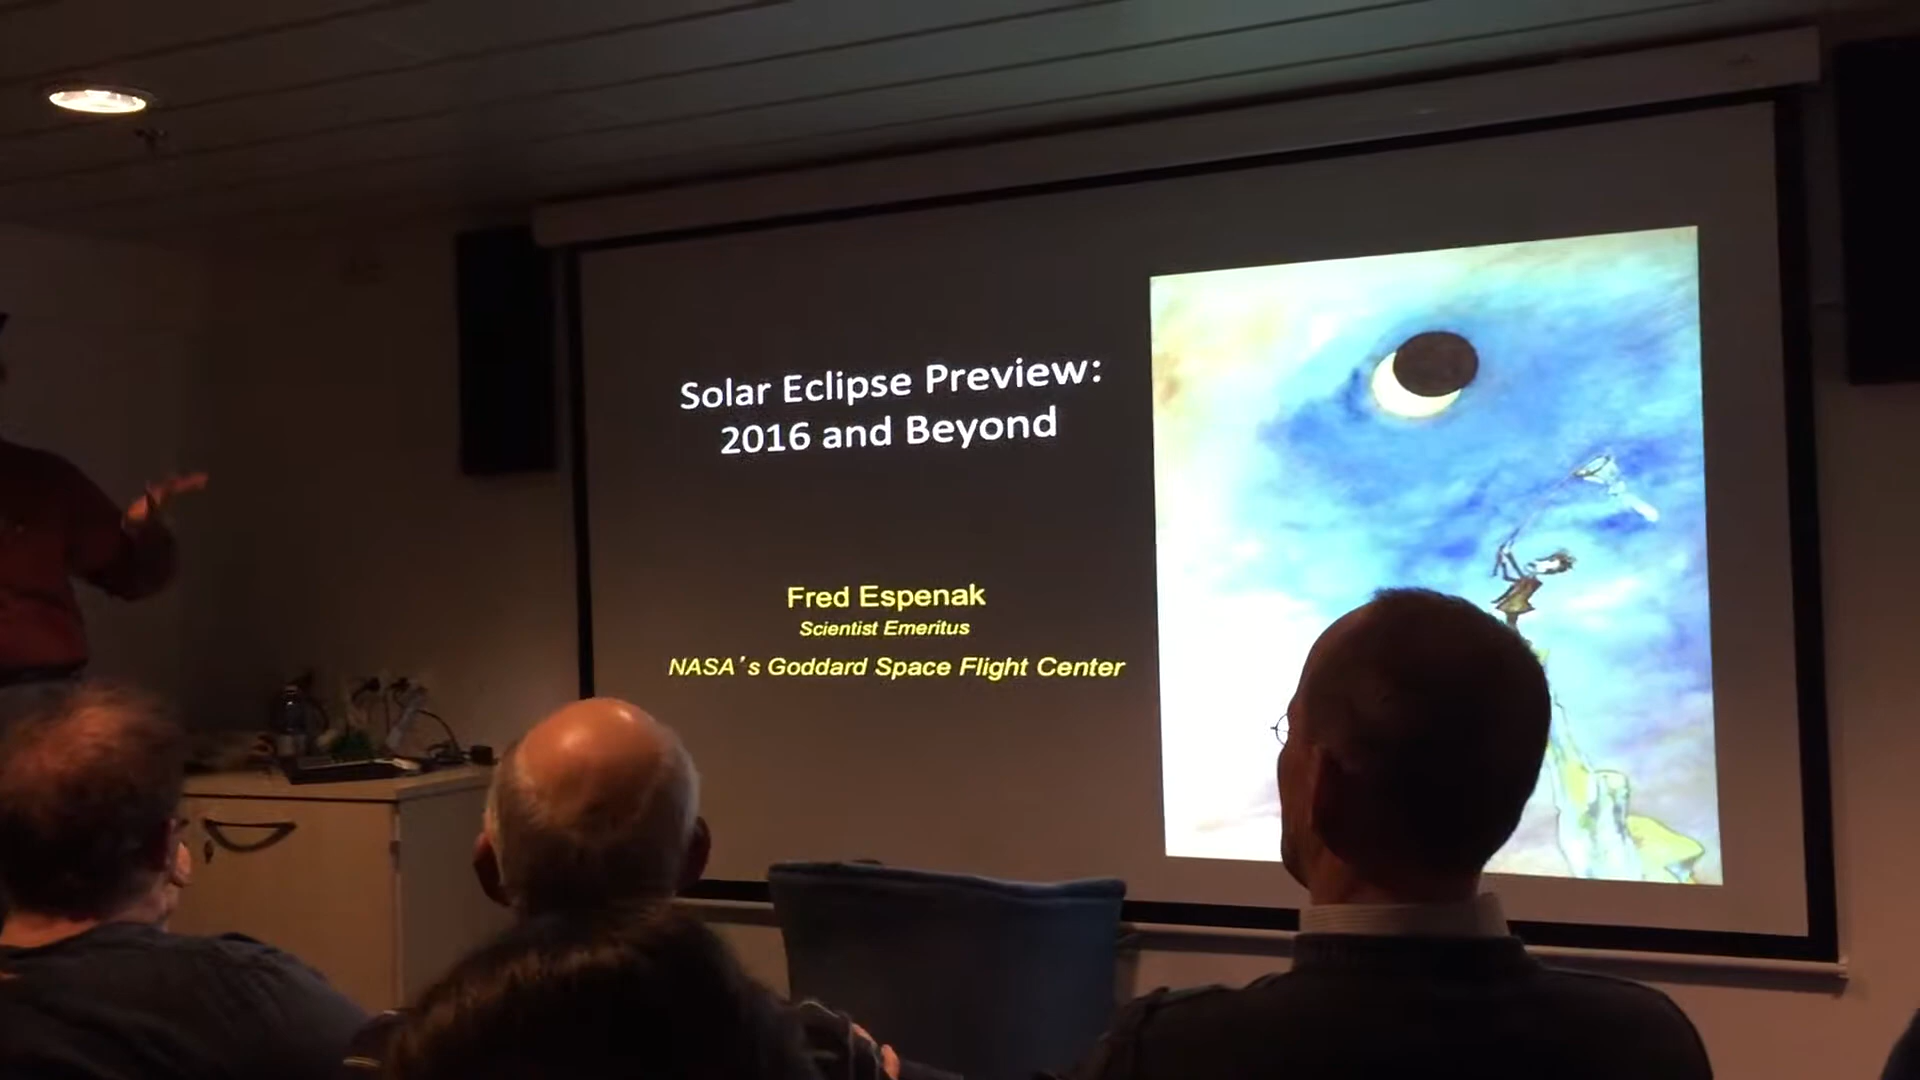 Solar Eclipse Preview:
2016 and Beyond
Fred Espenak
Scientist Emeritus
NASA's Goddard Space Flight Center